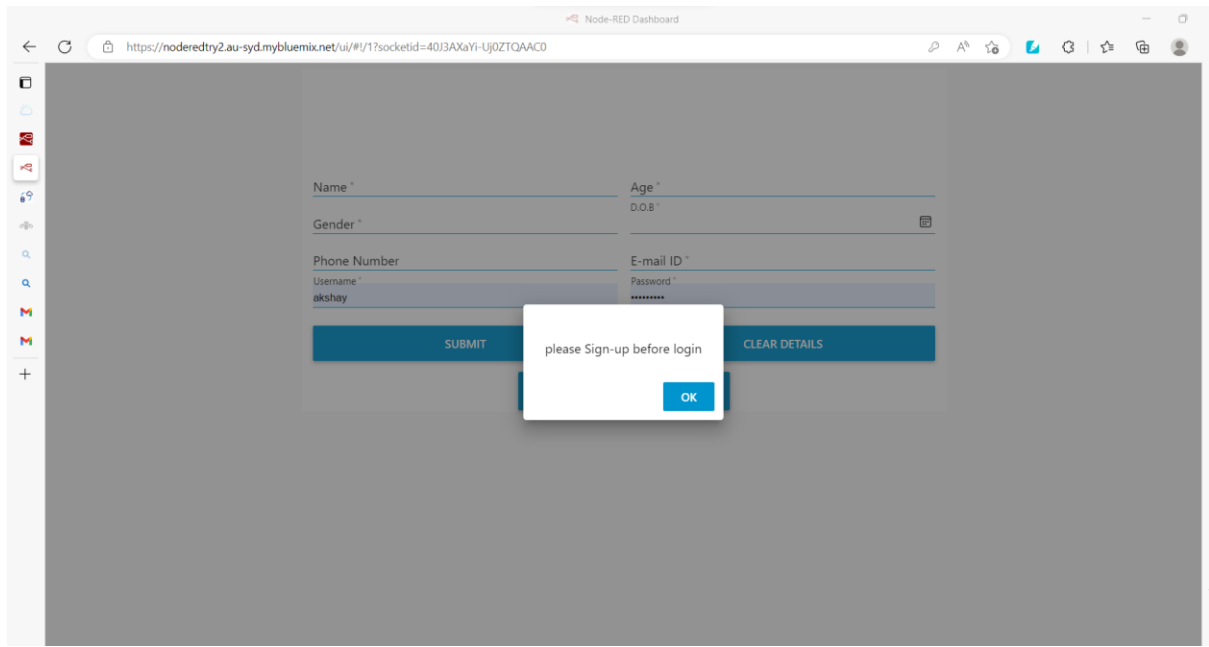 Node-RED Dashboard
https://noderedtry2.au-syd.mybluemix.net/ui/#!/1?socketid=40J3AXaYi-Uj0ZTQAAC0
Name *
Age *
D.O.B *
Gender *
Phone Number
E-mail ID *
Username *
Password *
akshay
•••••••••
SUBMIT
CLEAR DETAILS
please Sign-up before login
OK